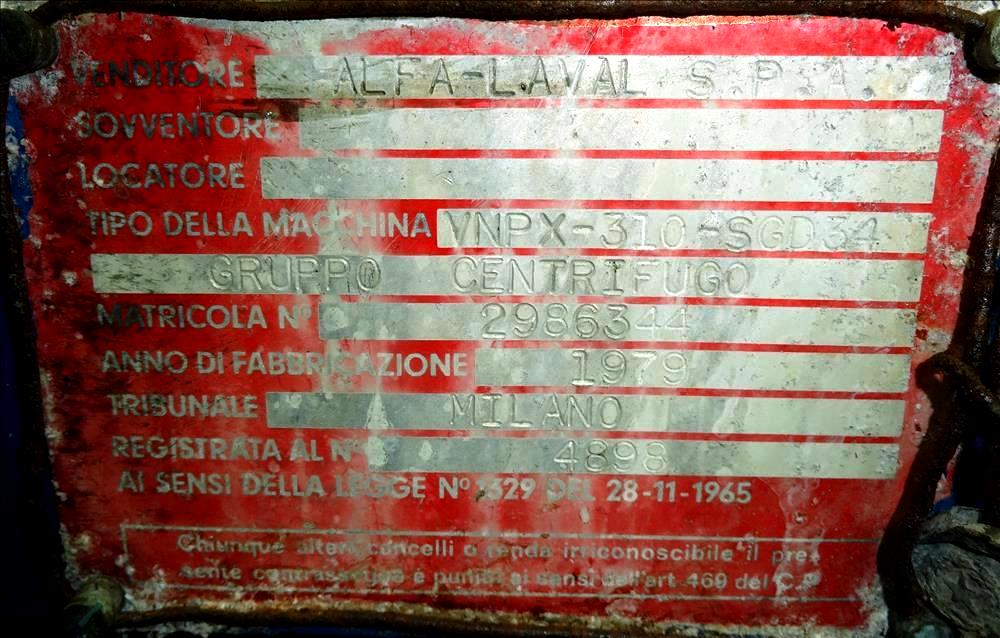 VENDITORE ALFA-LAVAL S.P.A.
SOVVENTORE
LOCATORE
TIPO DELLA MACCHINA VNPX-310-SGD34
GRUPPO CENTRIFUGO
MATRICOLA N° 2986344
ANNO DI FABBRICAZIONE 1979
TRIBUNALE MILANO
REGISTRATA AL N° 4898
AI SENSI DELLA LEGGE N° 1329 DEL 28-11-1965
Chiunque alteri, cancelli o renda irriconoscibile il pre-
sente contrassegno è punito ai sensi dell'art. 469 del C.P.